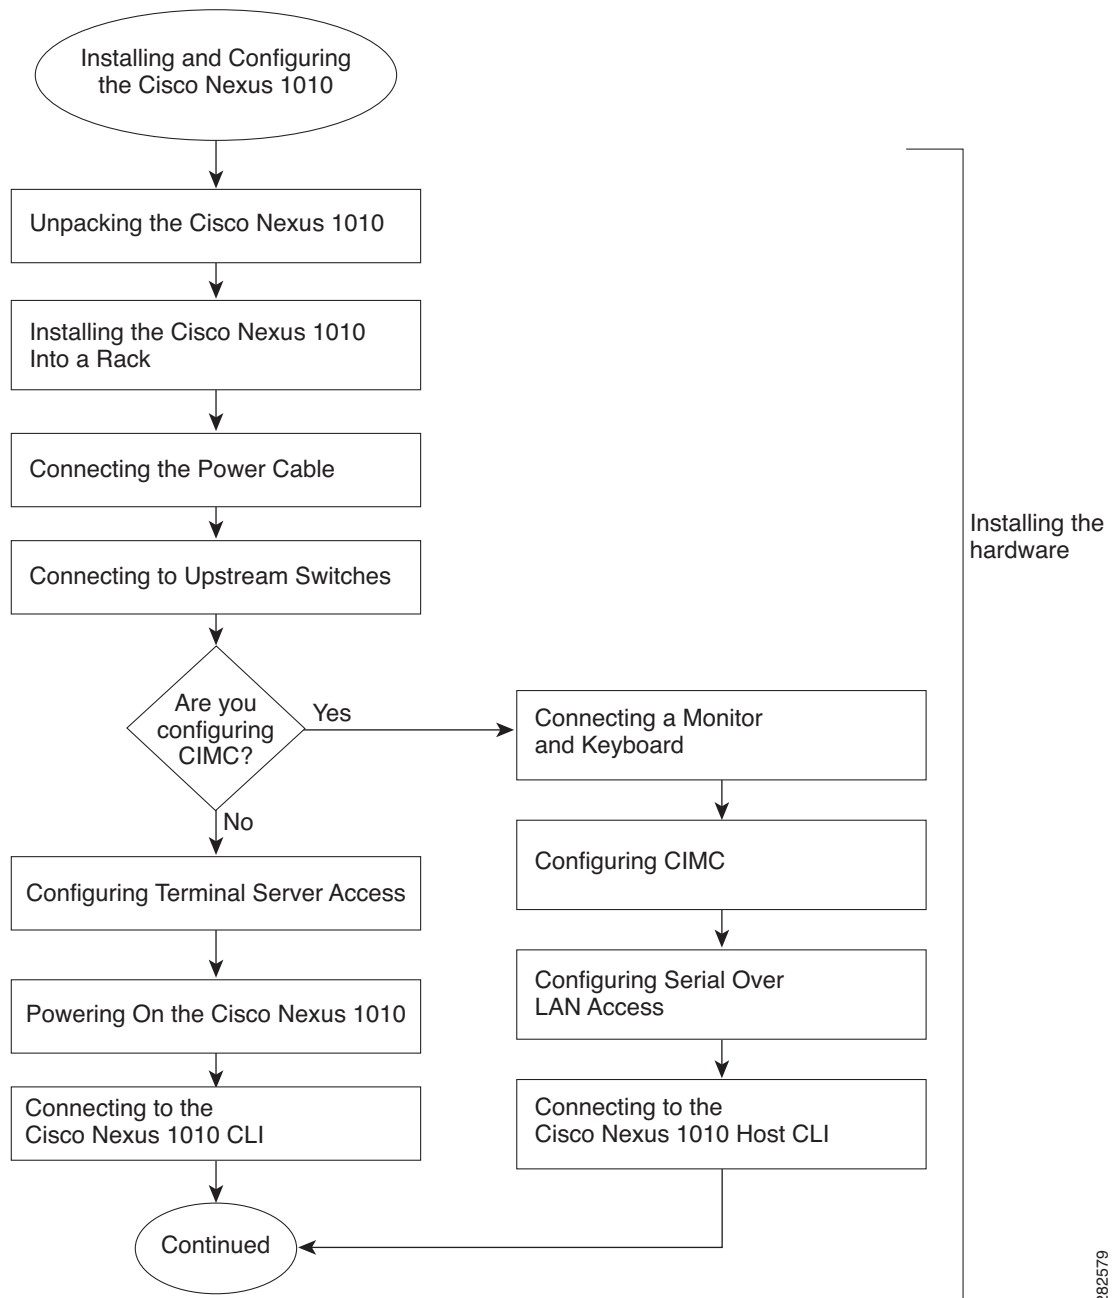 Installing and Configuring
the Cisco Nexus 1010
Unpacking the Cisco Nexus 1010
Installing the Cisco Nexus 1010
Into a Rack
Connecting the Power Cable
Connecting to Upstream Switches
Are you
configuring
CIMC?
Yes
No
Connecting a Monitor
and Keyboard
Configuring CIMC
Configuring Serial Over
LAN Access
Connecting to the
Cisco Nexus 1010 Host CLI
Configuring Terminal Server Access
Powering On the Cisco Nexus 1010
Connecting to the
Cisco Nexus 1010 CLI
Continued
Installing the
hardware
282579